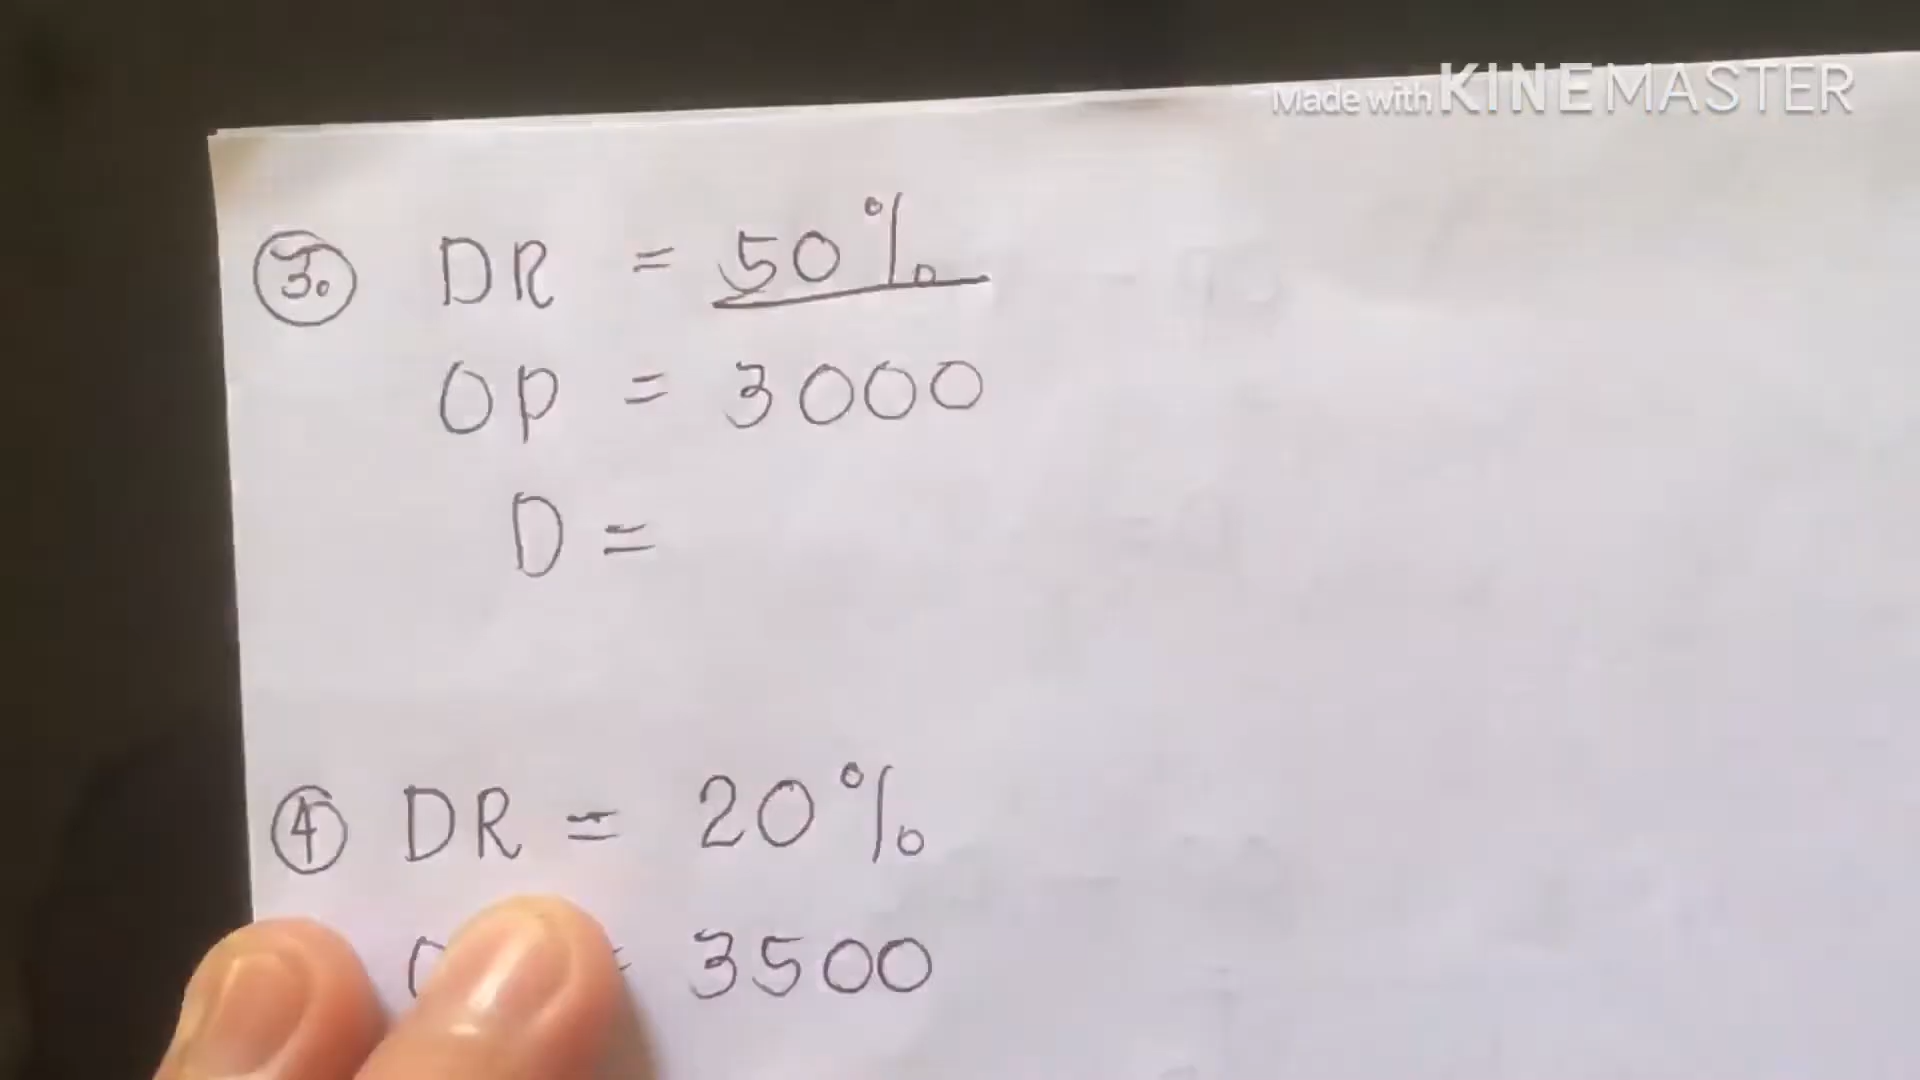 Made with KINEMASTER
3. DR = 50%
OP = 3000
D =
4 DR = 20%
= 3500